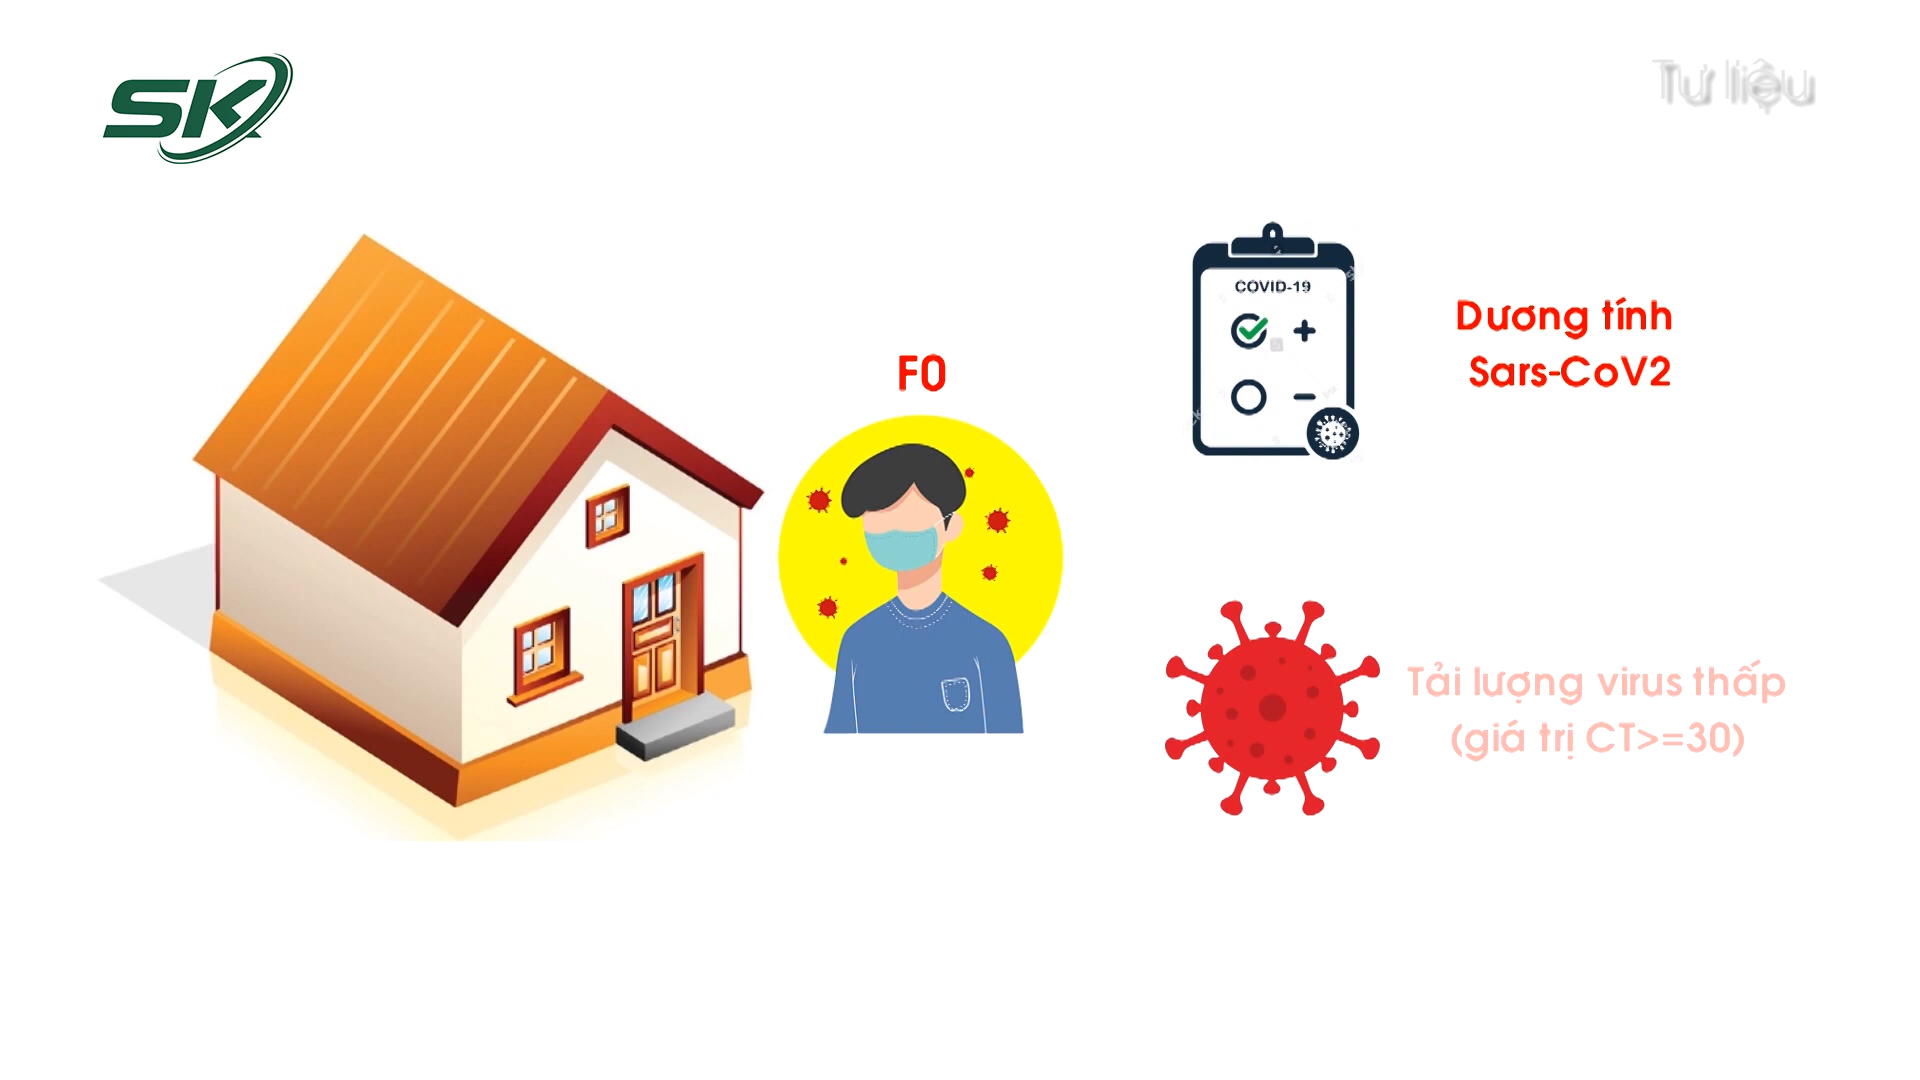 SK
Tư liệu
F0
COVID-19
Dương tính
Sars-CoV2
Tải lượng virus thấp
(giá trị CT>=30)